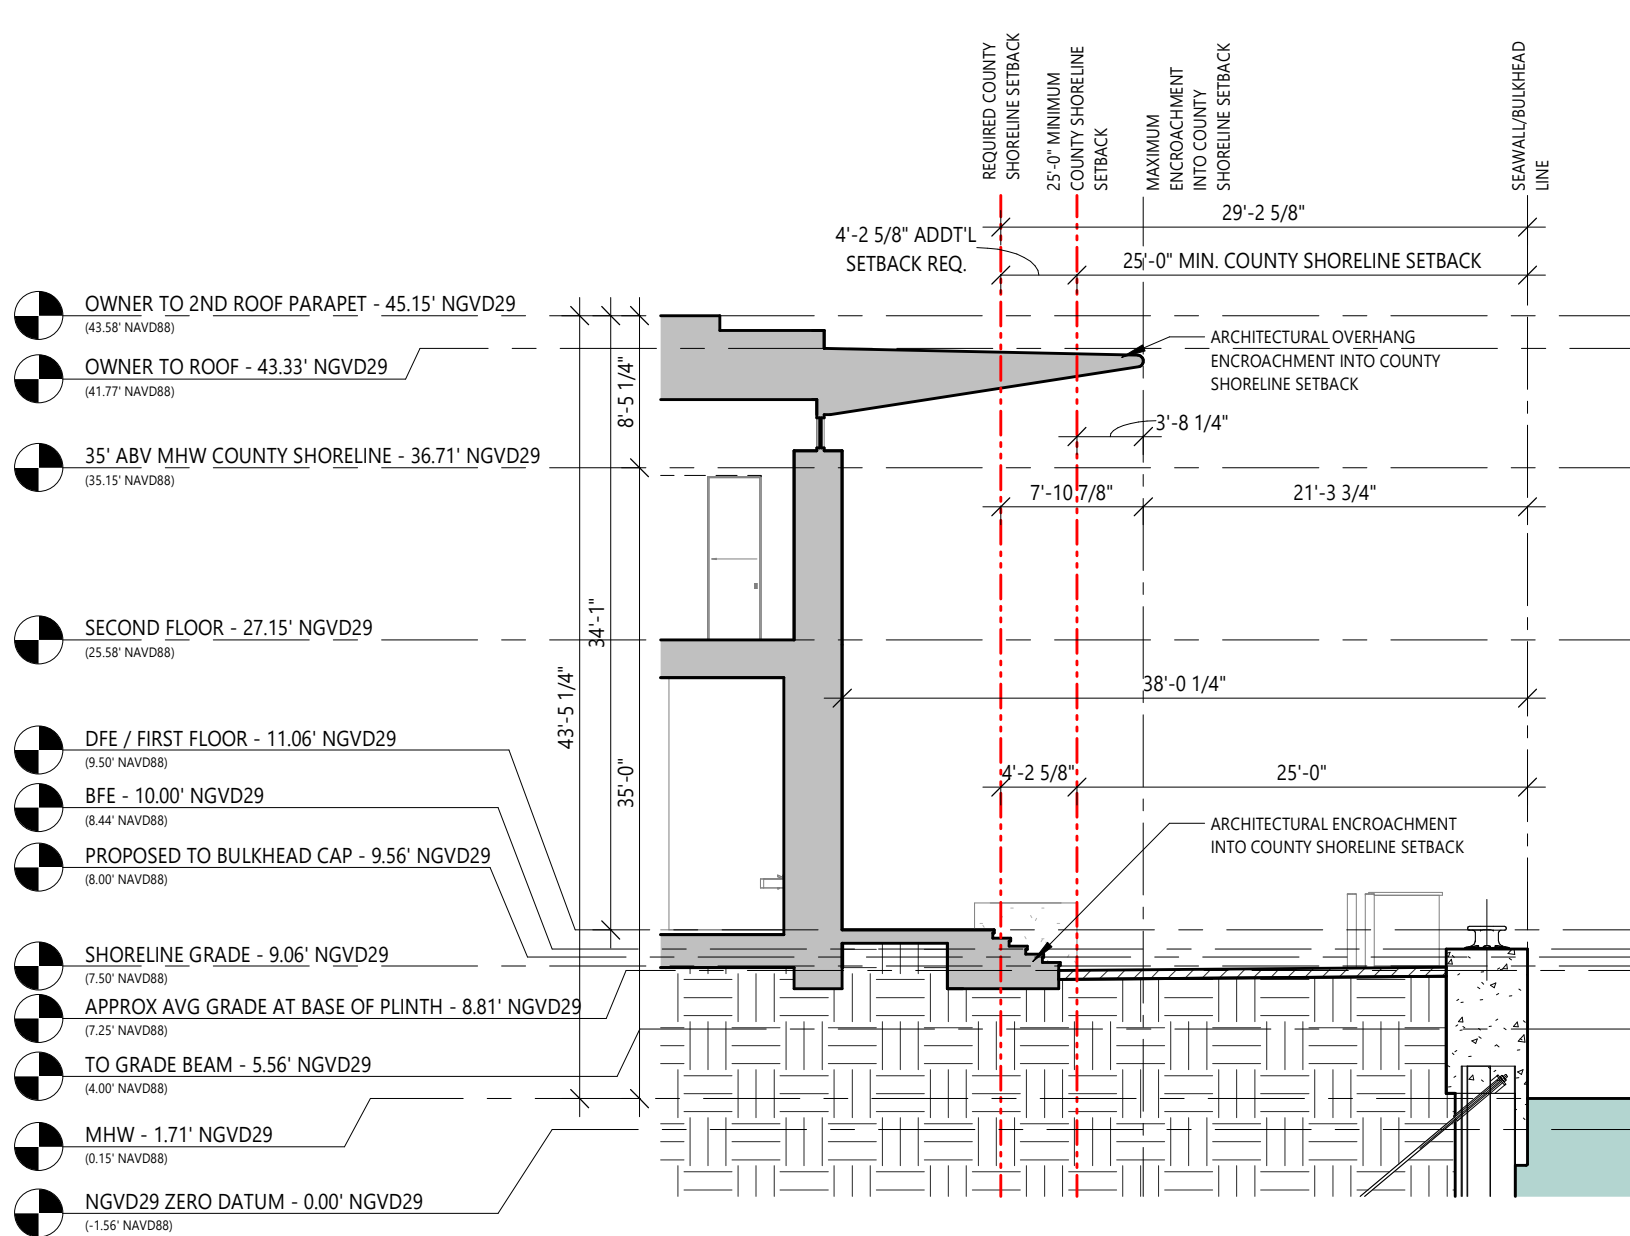 REQUIRED COUNTY
SHORELINE SETBACK
25'-0" MINIMUM
COUNTY SHORELINE
SETBACK
MAXIMUM
ENCROACHMENT
INTO COUNTY
SHORELINE SETBACK
SEAWALL/BULKHEAD
LINE
29'-2 5/8"
4'-2 5/8" ADDT'L
SETBACK REQ.
25'-0" MIN. COUNTY SHORELINE SETBACK
OWNER TO 2ND ROOF PARAPET - 45.15' NGVD29
(43.58' NAVD88)
OWNER TO ROOF - 43.33' NGVD29
(41.77' NAVD88)
ARCHITECTURAL OVERHANG
ENCROACHMENT INTO COUNTY
SHORELINE SETBACK
8'-5 1/4"
3'-8 1/4"
35' ABV MHW COUNTY SHORELINE - 36.71' NGVD29
(35.15' NAVD88)
7'-10 7/8"
21'-3 3/4"
SECOND FLOOR - 27.15' NGVD29
(25.58' NAVD88)
34'-1"
43'-5 1/4"
38'-0 1/4"
DFE / FIRST FLOOR - 11.06' NGVD29
(9.50' NAVD88)
35'-0"
4'-2 5/8"
25'-0"
BFE - 10.00' NGVD29
(8.44' NAVD88)
ARCHITECTURAL ENCROACHMENT
INTO COUNTY SHORELINE SETBACK
PROPOSED TO BULKHEAD CAP - 9.56' NGVD29
(8.00' NAVD88)
SHORELINE GRADE - 9.06' NGVD29
(7.50' NAVD88)
APPROX AVG GRADE AT BASE OF PLINTH - 8.81' NGVD29
(7.25' NAVD88)
TO GRADE BEAM - 5.56' NGVD29
(4.00' NAVD88)
MHW - 1.71' NGVD29
(0.15' NAVD88)
NGVD29 ZERO DATUM - 0.00' NGVD29
(-1.56' NAVD88)